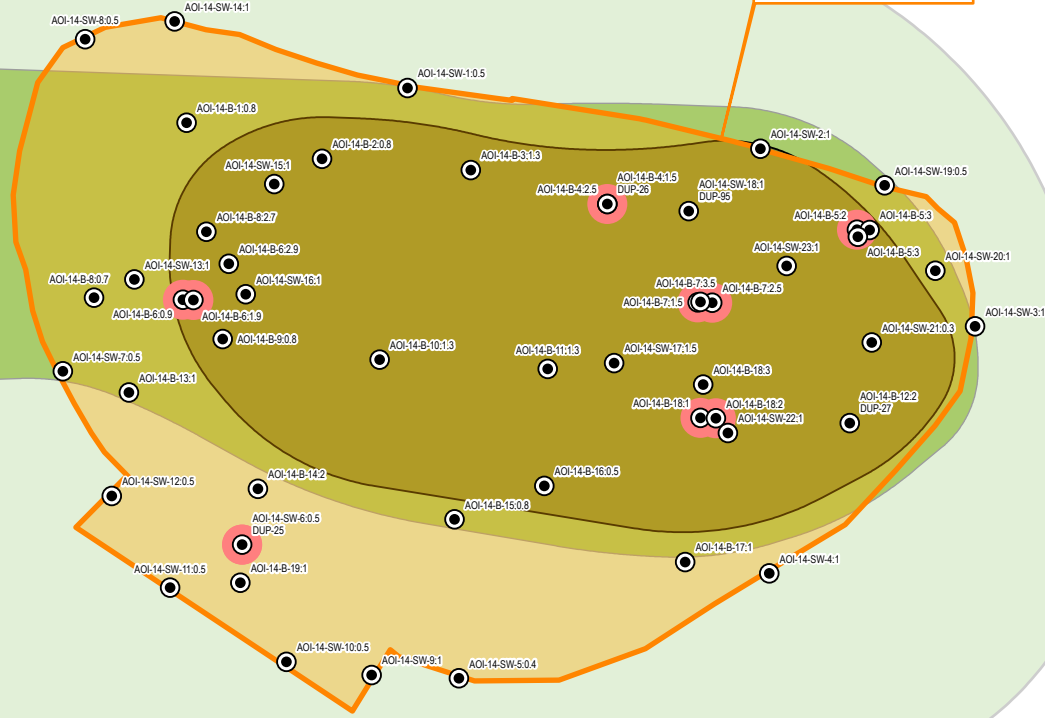 AOI-14-SW-14:1
AOI-14-SW-8:0.5
AOI-14-SW-1:0.5
AOI-14-B-1:0.8
AOI-14-SW-2:1
AOI-14-B-2:0.8
AOI-14-B-3:1.3
AOI-14-SW-15:1
AOI-14-SW-19:0.5
AOI-14-B-4:1.5
DUP-26
AOI-14-B-4:2.5
AOI-14-SW-18:1
DUP-95
AOI-14-B-8:2.7
AOI-14-B-5:2
AOI-14-B-5:3
AOI-14-B-5:3
AOI-14-B-6:2.9
AOI-14-SW-23:1
AOI-14-SW-20:1
AOI-14-SW-13:1
AOI-14-B-8:0.7
AOI-14-SW-16:1
AOI-14-B-7:3.5
AOI-14-B-7:2.5
AOI-14-B-7:1.5
AOI-14-B-6:0.9
AOI-14-B-6:1.9
AOI-14-SW-3:1
AOI-14-SW-21:0.3
AOI-14-B-9:0.8
AOI-14-B-10:1.3
AOI-14-B-11:1.3
AOI-14-SW-17:1.5
AOI-14-SW-7:0.5
AOI-14-B-18:3
AOI-14-B-13:1
AOI-14-B-12:2
DUP-27
AOI-14-B-18:1
AOI-14-B-18:2
AOI-14-SW-22:1
AOI-14-B-14:2
AOI-14-B-16:0.5
AOI-14-SW-12:0.5
AOI-14-B-15:0.8
AOI-14-SW-6:0.5
DUP-25
AOI-14-B-17:1
AOI-14-SW-4:1
AOI-14-SW-11:0.5
AOI-14-B-19:1
AOI-14-SW-10:0.5
AOI-14-SW-9:1
AOI-14-SW-5:0.4